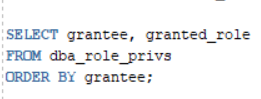 SELECT grantee, granted_role
FROM dba_role_privs
ORDER BY grantee;